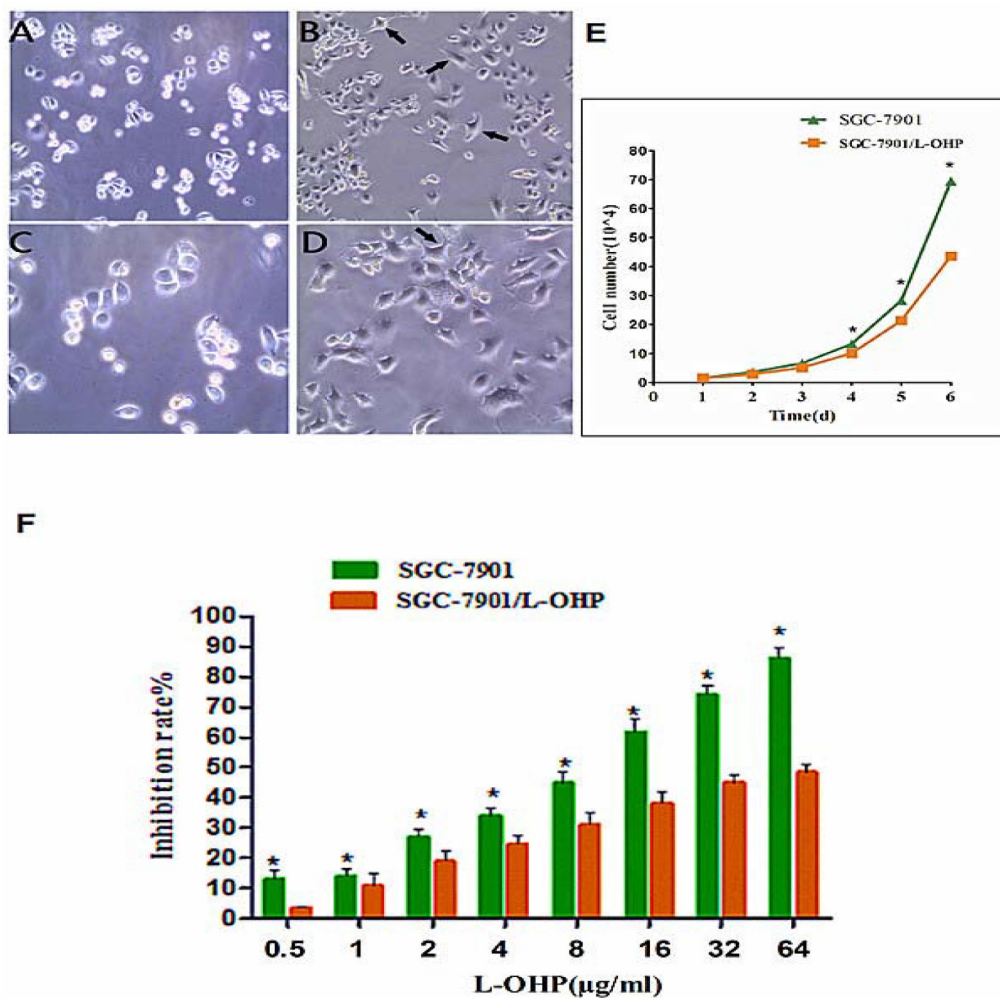 A
B
C
D
E
SGC-7901
SGC-7901/L-OHP
Cell number(10^4)
80
70
60
50
40
30
20
10
0
0 1 2 3 4 5 6
* * *
Time(d)
F
SGC-7901
SGC-7901/L-OHP
Inhibition rate%
100
90
80
70
60
50
40
30
20
10
0
* * * * * * * *
0.5 1 2 4 8 16 32 64
L-OHP(μg/ml)